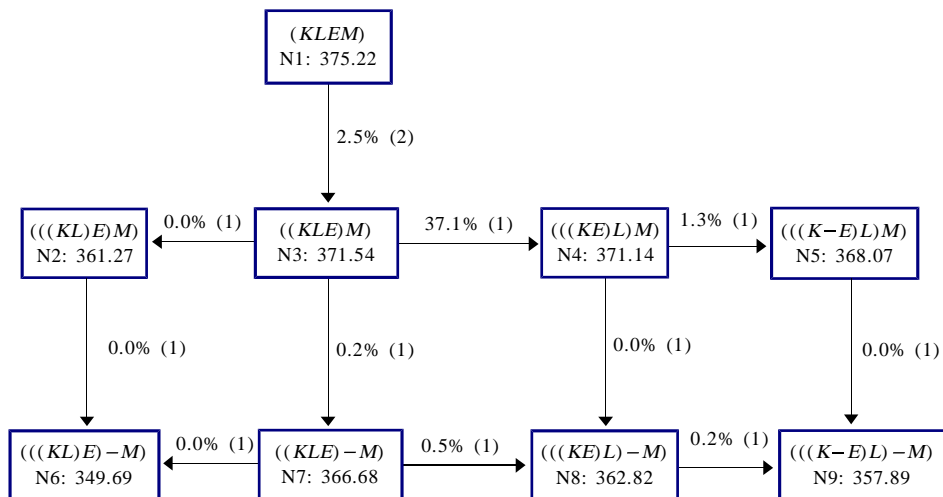 (KLEM)
N1: 375.22
2.5% (2)
(((KL)E)M)
N2: 361.27
0.0% (1)
((KLE)M)
N3: 371.54
37.1% (1)
(((KE)L)M)
N4: 371.14
1.3% (1)
(((K−E)L)M)
N5: 368.07
0.0% (1)
0.2% (1)
0.0% (1)
0.0% (1)
(((KL)E)−M)
N6: 349.69
0.0% (1)
((KLE)−M)
N7: 366.68
0.5% (1)
(((KE)L)−M)
N8: 362.82
0.2% (1)
(((K−E)L)−M)
N9: 357.89